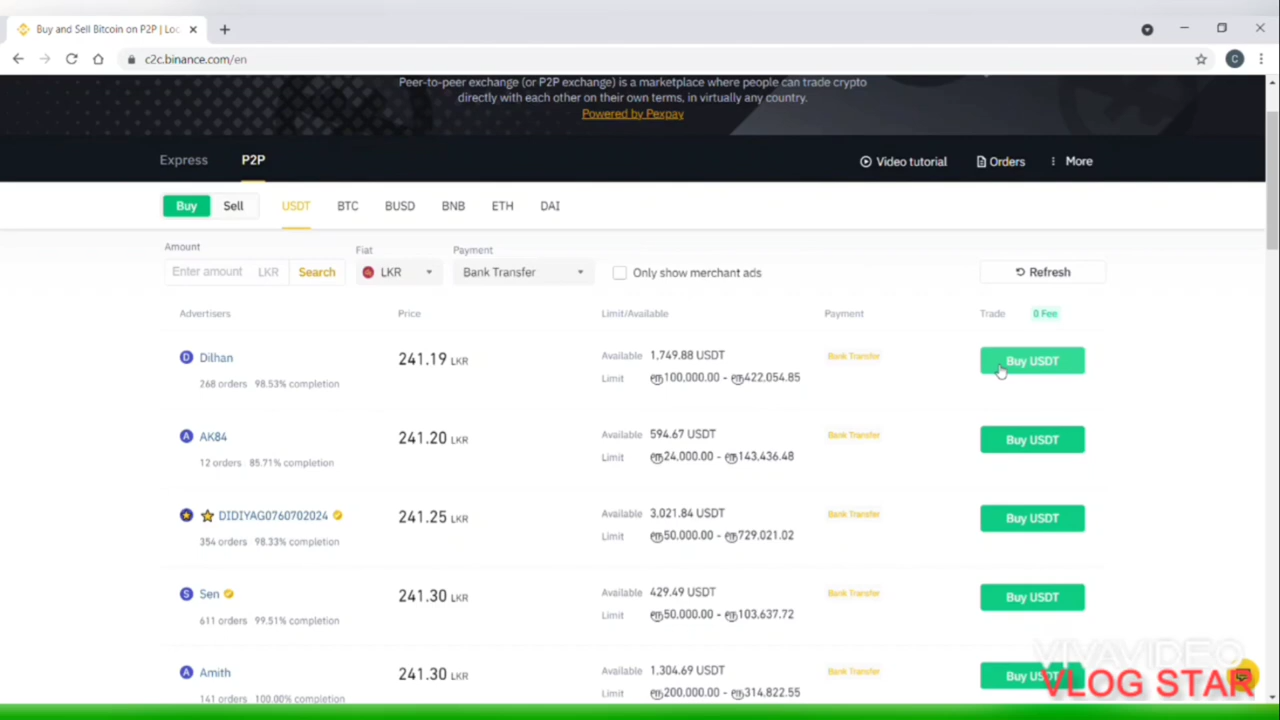 Buy and Sell Bitcoin on P2P | Loc
c2c.binance.com/en
C
Peer-to-peer exchange (or P2P exchange) is a marketplace where people can trade crypto
directly with each other on their own terms, in virtually any country.
Powered by Pexpay
Express P2P Video tutorial Orders More
Buy Sell USDT BTC BUSD BNB ETH DAI
Amount Fiat Payment
Enter amount LKR Search LKR Bank Transfer Only show merchant ads Refresh
Advertisers Price Limit/Available Payment Trade 0 Fee
D Dilhan 241.19 LKR Available 1,749.88 USDT Bank Transfer Buy USDT
268 orders 98.53% completion Limit රු100,000.00 - රු422,054.85
A AK84 241.20 LKR Available 594.67 USDT Bank Transfer Buy USDT
12 orders 85.71% completion Limit රු24,000.00 - රු143,436.48
DIDIYAG0760702024 241.25 LKR Available 3,021.84 USDT Bank Transfer Buy USDT
354 orders 98.33% completion Limit රු50,000.00 - රු729,021.02
S Sen 241.30 LKR Available 429.49 USDT Bank Transfer Buy USDT
611 orders 99.51% completion Limit රු50,000.00 - රු103,637.72
A Amith 241.30 LKR Available 1,304.69 USDT Bank Transfer Buy USDT
141 orders 100.00% completion Limit රු200,000.00 - රු314,822.55
VIVAVIDEO
VLOG STAR